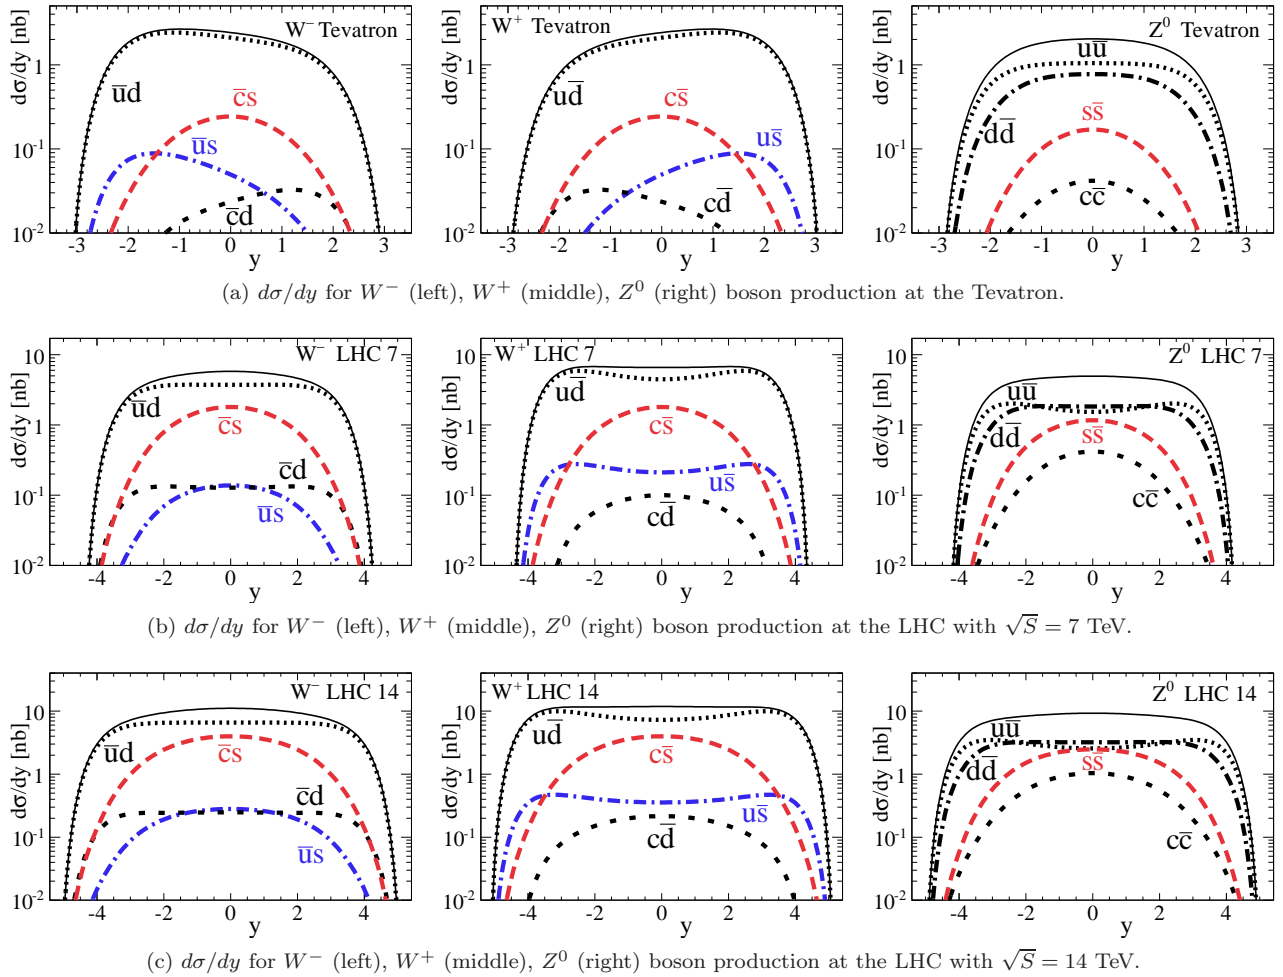 W⁻ Tevatron
dσ/dy [nb]
1
10⁻¹
10⁻²
u̅d
c̅s
u̅s
c̅d
-3 -2 -1 0 1 2 3
y
W⁺ Tevatron
dσ/dy [nb]
1
10⁻¹
10⁻²
ud̅
cs̅
us̅
cd̅
-3 -2 -1 0 1 2 3
y
Z⁰ Tevatron
dσ/dy [nb]
1
10⁻¹
10⁻²
uu̅
dd̅
ss̅
cc̅
-3 -2 -1 0 1 2 3
y
(a) dσ/dy for W⁻ (left), W⁺ (middle), Z⁰ (right) boson production at the Tevatron.
W⁻ LHC 7
dσ/dy [nb]
10
1
10⁻¹
10⁻²
u̅d
c̅s
c̅d
u̅s
-4 -2 0 2 4
y
W⁺ LHC 7
dσ/dy [nb]
10
1
10⁻¹
10⁻²
ud̅
cs̅
us̅
cd̅
-4 -2 0 2 4
y
Z⁰ LHC 7
dσ/dy [nb]
10
1
10⁻¹
10⁻²
uu̅
dd̅
ss̅
cc̅
-4 -2 0 2 4
y
(b) dσ/dy for W⁻ (left), W⁺ (middle), Z⁰ (right) boson production at the LHC with √S = 7 TeV.
W⁻ LHC 14
dσ/dy [nb]
10
1
10⁻¹
10⁻²
u̅d
c̅s
c̅d
u̅s
-4 -2 0 2 4
y
W⁺ LHC 14
dσ/dy [nb]
10
1
10⁻¹
10⁻²
ud̅
cs̅
us̅
cd̅
-4 -2 0 2 4
y
Z⁰ LHC 14
dσ/dy [nb]
10
1
10⁻¹
10⁻²
uu̅
dd̅
ss̅
cc̅
-4 -2 0 2 4
y
(c) dσ/dy for W⁻ (left), W⁺ (middle), Z⁰ (right) boson production at the LHC with √S = 14 TeV.